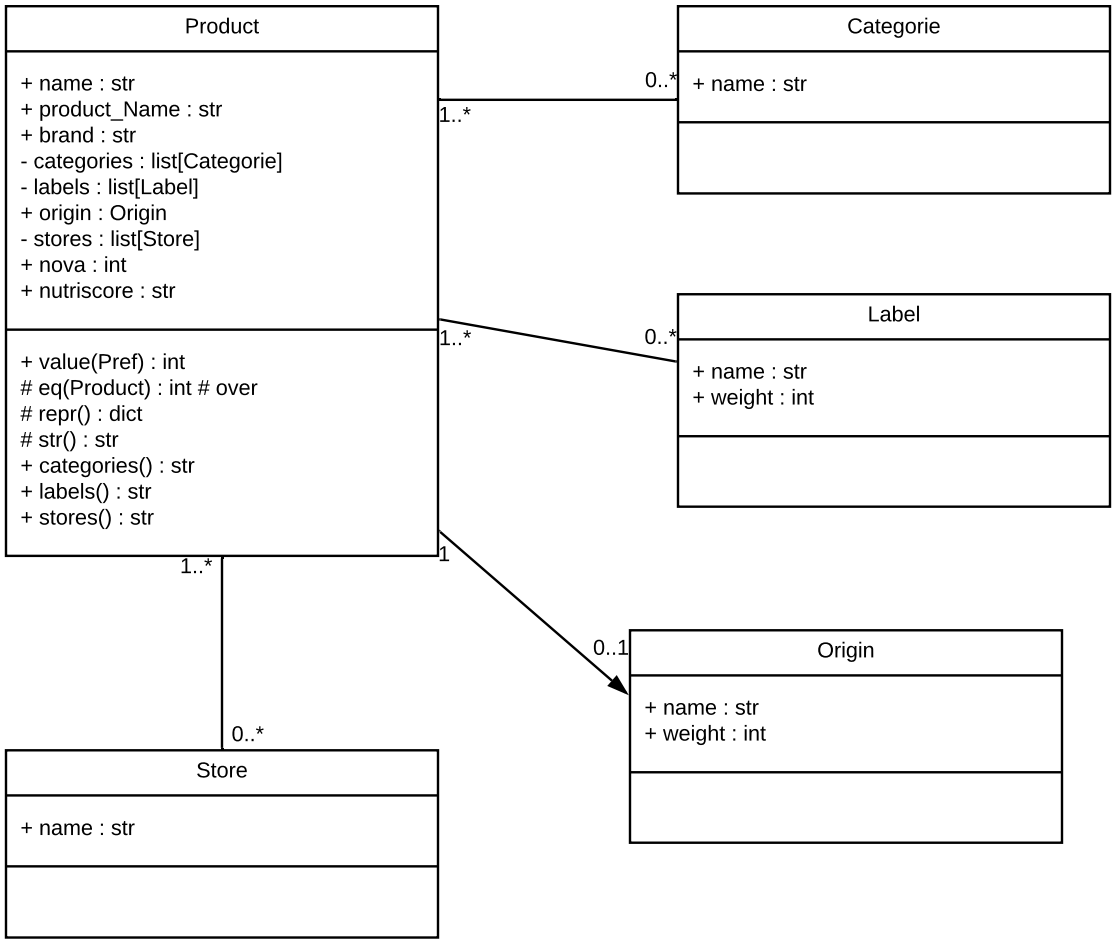 Product
+ name : str
+ product_Name : str
+ brand : str
- categories : list[Categorie]
- labels : list[Label]
+ origin : Origin
- stores : list[Store]
+ nova : int
+ nutriscore : str
+ value(Pref) : int
# eq(Product) : int # over
# repr() : dict
# str() : str
+ categories() : str
+ labels() : str
+ stores() : str
0..*
1..*
Categorie
+ name : str
1..*
0..*
Label
+ name : str
+ weight : int
1
0..1
Origin
+ name : str
+ weight : int
1..*
0..*
Store
+ name : str